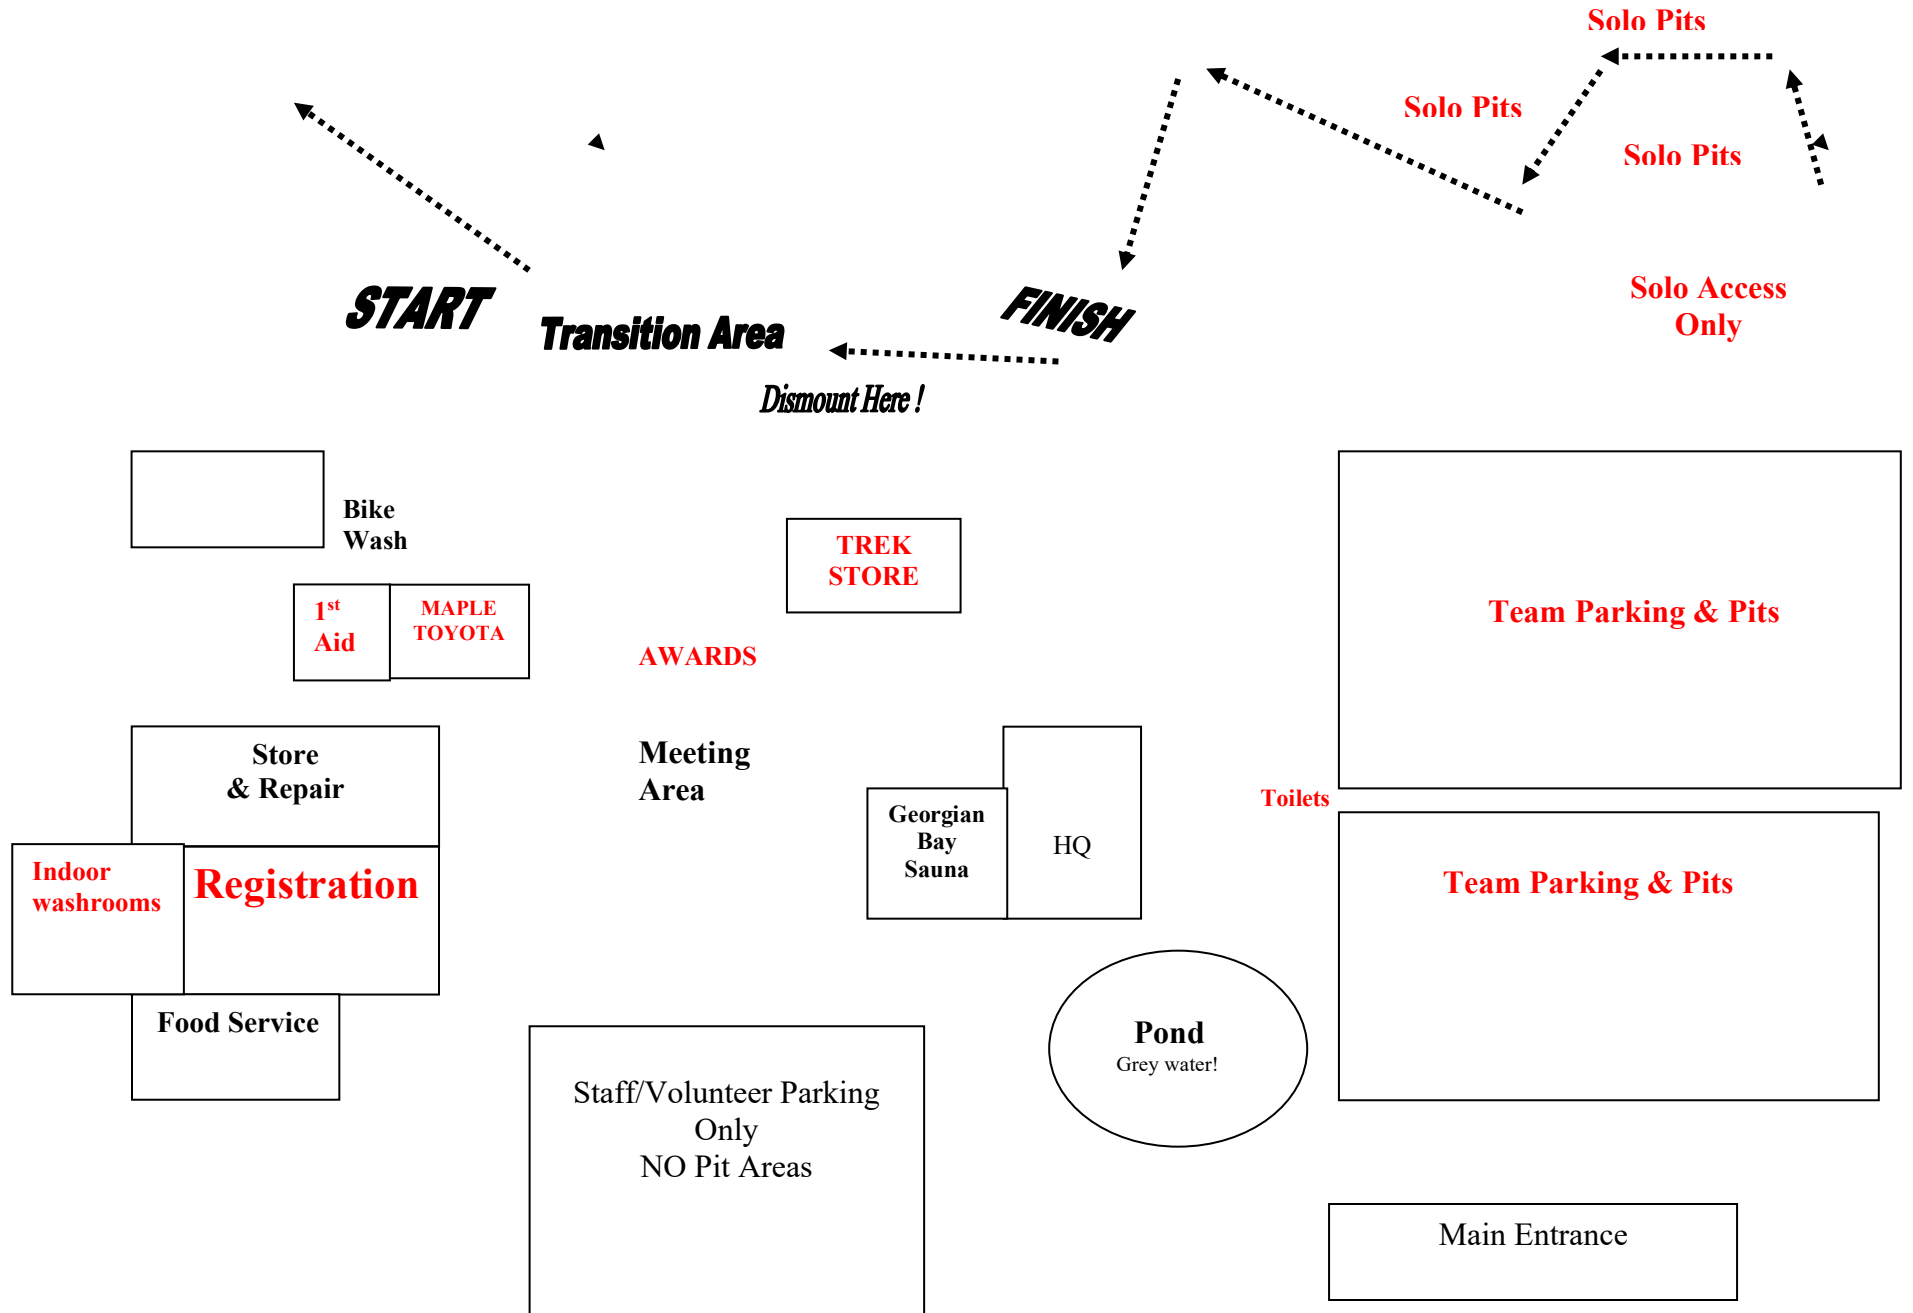 Solo Pits
Solo Pits
Solo Pits
Solo Access
Only
START
Transition Area
FINISH
Dismount Here !
Bike
Wash
TREK
STORE
1st
Aid
MAPLE
TOYOTA
Team Parking & Pits
AWARDS
Store
& Repair
Meeting
Area
Toilets
Georgian
Bay
Sauna
HQ
Indoor
washrooms
Registration
Team Parking & Pits
Food Service
Pond
Grey water!
Staff/Volunteer Parking
Only
NO Pit Areas
Main Entrance